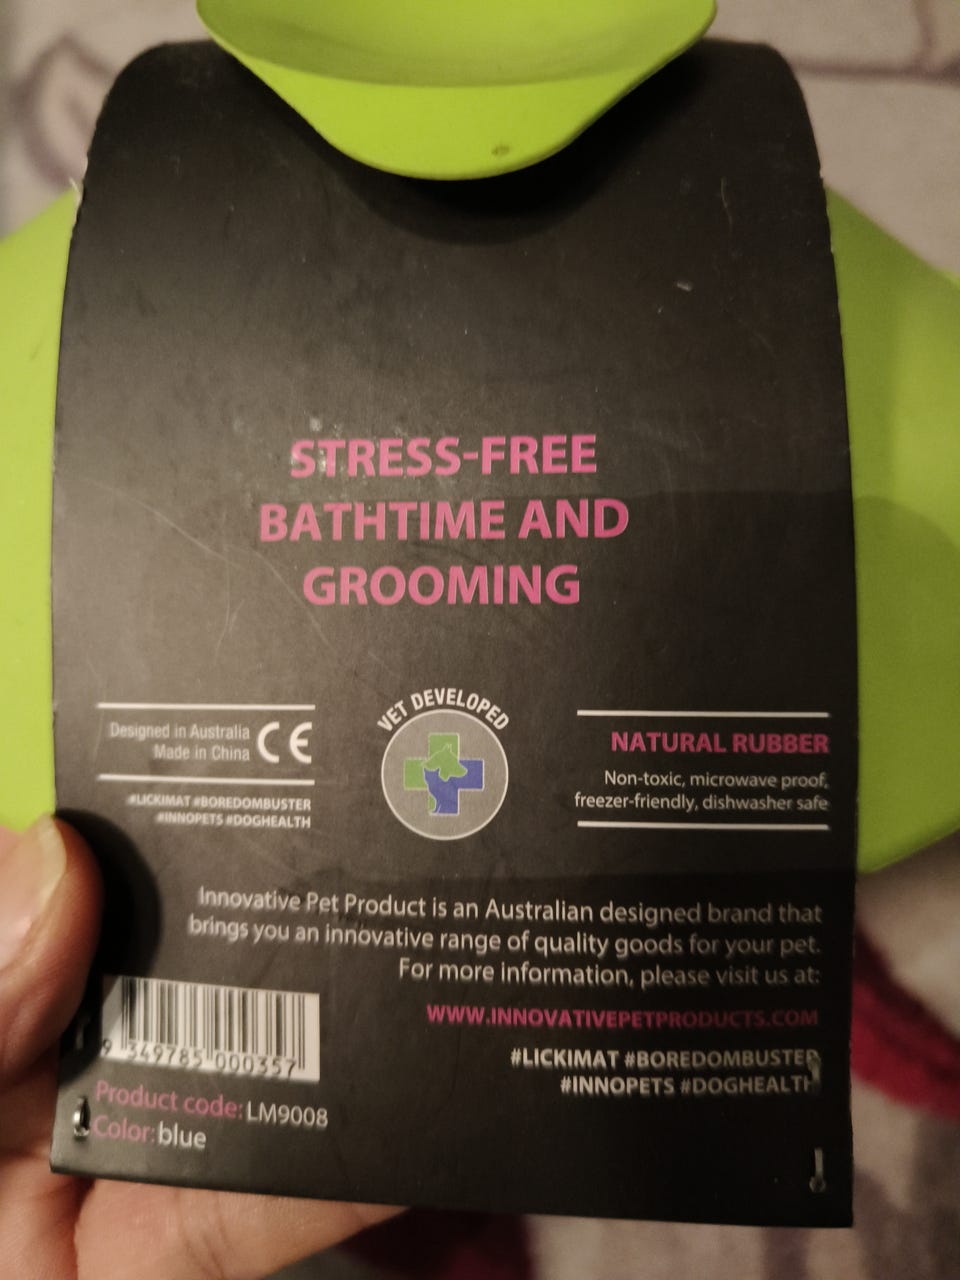 STRESS-FREE
BATHTIME AND
GROOMING
Designed in Australia
Made in China
CE
#LICKIMAT #BOREDOMBUSTER
#INNOPETS #DOGHEALTH
VET DEVELOPED
NATURAL RUBBER
Non-toxic, microwave proof,
freezer-friendly, dishwasher safe
Innovative Pet Product is an Australian designed brand that
brings you an innovative range of quality goods for your pet.
For more information, please visit us at:
WWW.INNOVATIVEPETPRODUCTS.COM
#LICKIMAT #BOREDOMBUSTER
#INNOPETS #DOGHEALTH
9 349785 000357
Product code: LM9008
Color: blue